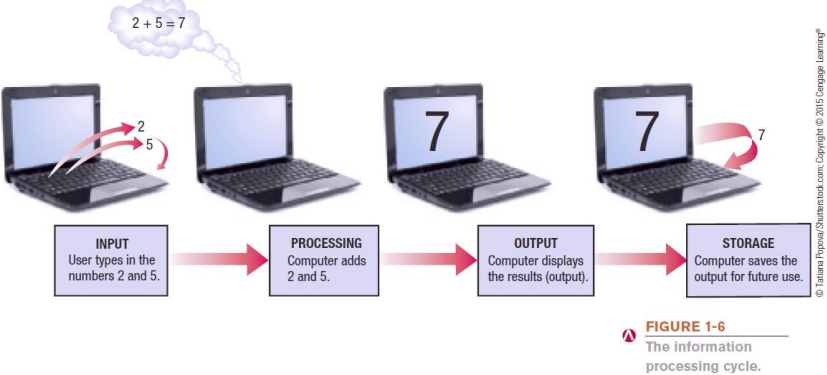 2 + 5 = 7
2
5
7
7
7
INPUT
User types in the
numbers 2 and 5.
PROCESSING
Computer adds
2 and 5.
OUTPUT
Computer displays
the results (output).
STORAGE
Computer saves the
output for future use.
© Tatiana Popova/Shutterstock.com; Copyright © 2015 Cengage Learning®
FIGURE 1-6
The information
processing cycle.